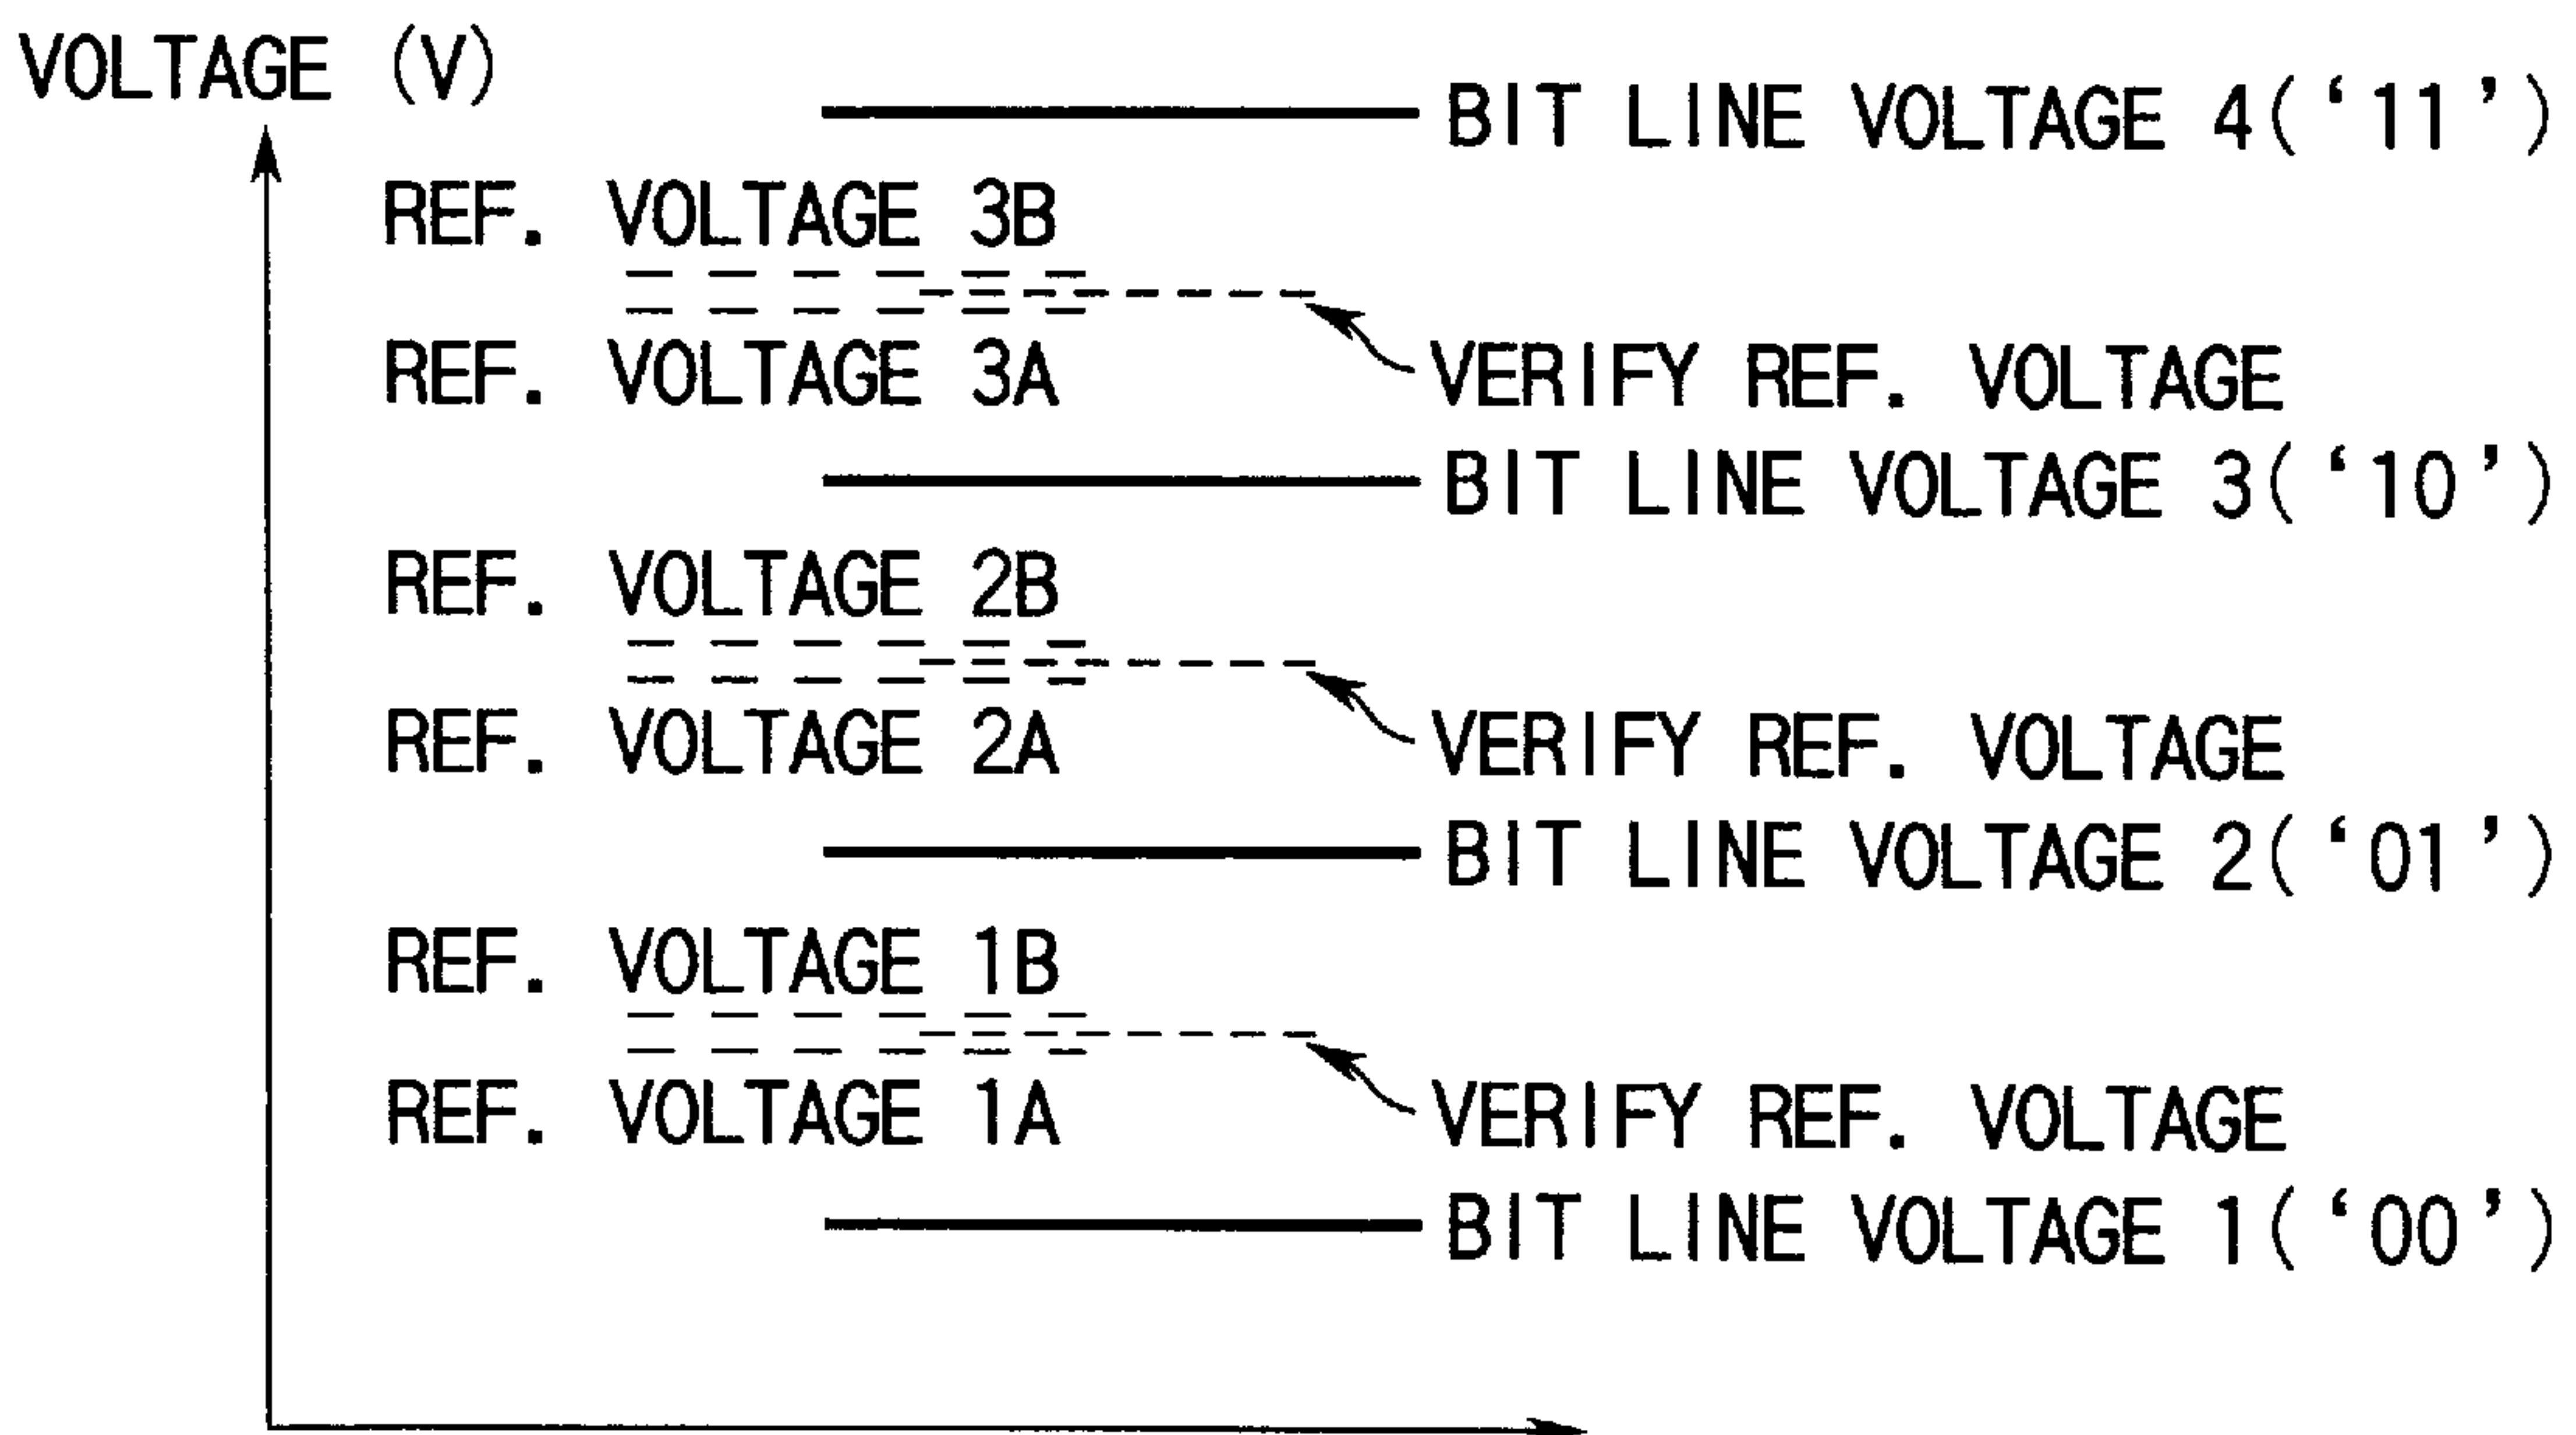 VOLTAGE (V)
BIT LINE VOLTAGE 4(‘11’)
REF. VOLTAGE 3B
REF. VOLTAGE 3A
VERIFY REF. VOLTAGE
BIT LINE VOLTAGE 3(‘10’)
REF. VOLTAGE 2B
REF. VOLTAGE 2A
VERIFY REF. VOLTAGE
BIT LINE VOLTAGE 2(‘01’)
REF. VOLTAGE 1B
REF. VOLTAGE 1A
VERIFY REF. VOLTAGE
BIT LINE VOLTAGE 1(‘00’)